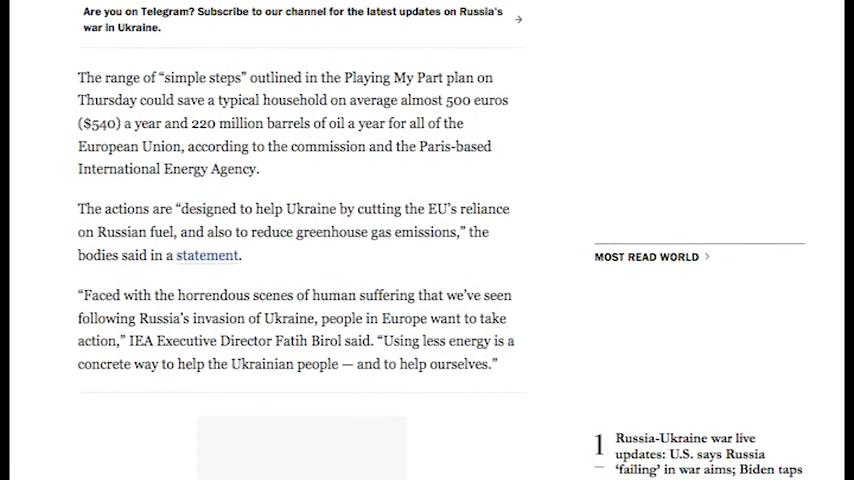 Are you on Telegram? Subscribe to our channel for the latest updates on Russia's
war in Ukraine.
The range of “simple steps” outlined in the Playing My Part plan on
Thursday could save a typical household on average almost 500 euros
($540) a year and 220 million barrels of oil a year for all of the
European Union, according to the commission and the Paris-based
International Energy Agency.
The actions are “designed to help Ukraine by cutting the EU’s reliance
on Russian fuel, and also to reduce greenhouse gas emissions,” the
bodies said in a statement.
“Faced with the horrendous scenes of human suffering that we’ve seen
following Russia’s invasion of Ukraine, people in Europe want to take
action,” IEA Executive Director Fatih Birol said. “Using less energy is a
concrete way to help the Ukrainian people — and to help ourselves.”
MOST READ WORLD
1
Russia-Ukraine war live
updates: U.S. says Russia
‘failing’ in war aims; Biden taps